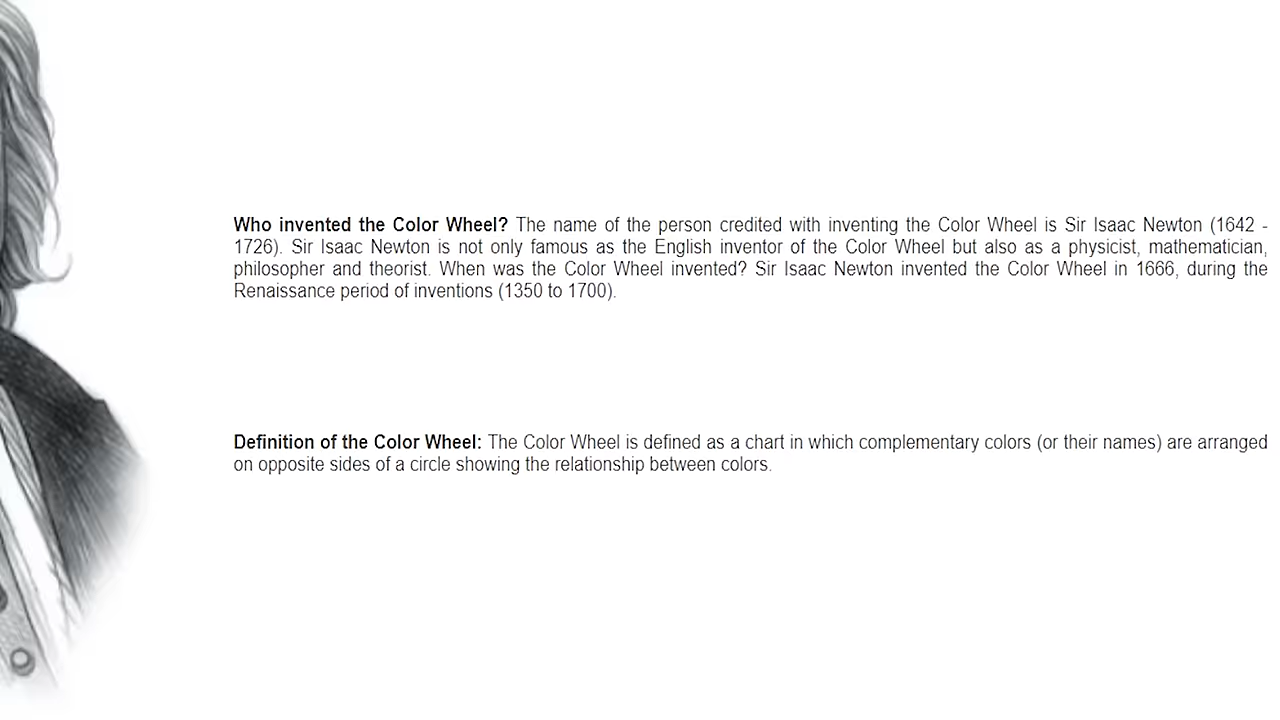 Who invented the Color Wheel? The name of the person credited with inventing the Color Wheel is Sir Isaac Newton (1642 -
1726). Sir Isaac Newton is not only famous as the English inventor of the Color Wheel but also as a physicist, mathematician,
philosopher and theorist. When was the Color Wheel invented? Sir Isaac Newton invented the Color Wheel in 1666, during the
Renaissance period of inventions (1350 to 1700).
Definition of the Color Wheel: The Color Wheel is defined as a chart in which complementary colors (or their names) are arranged
on opposite sides of a circle showing the relationship between colors.